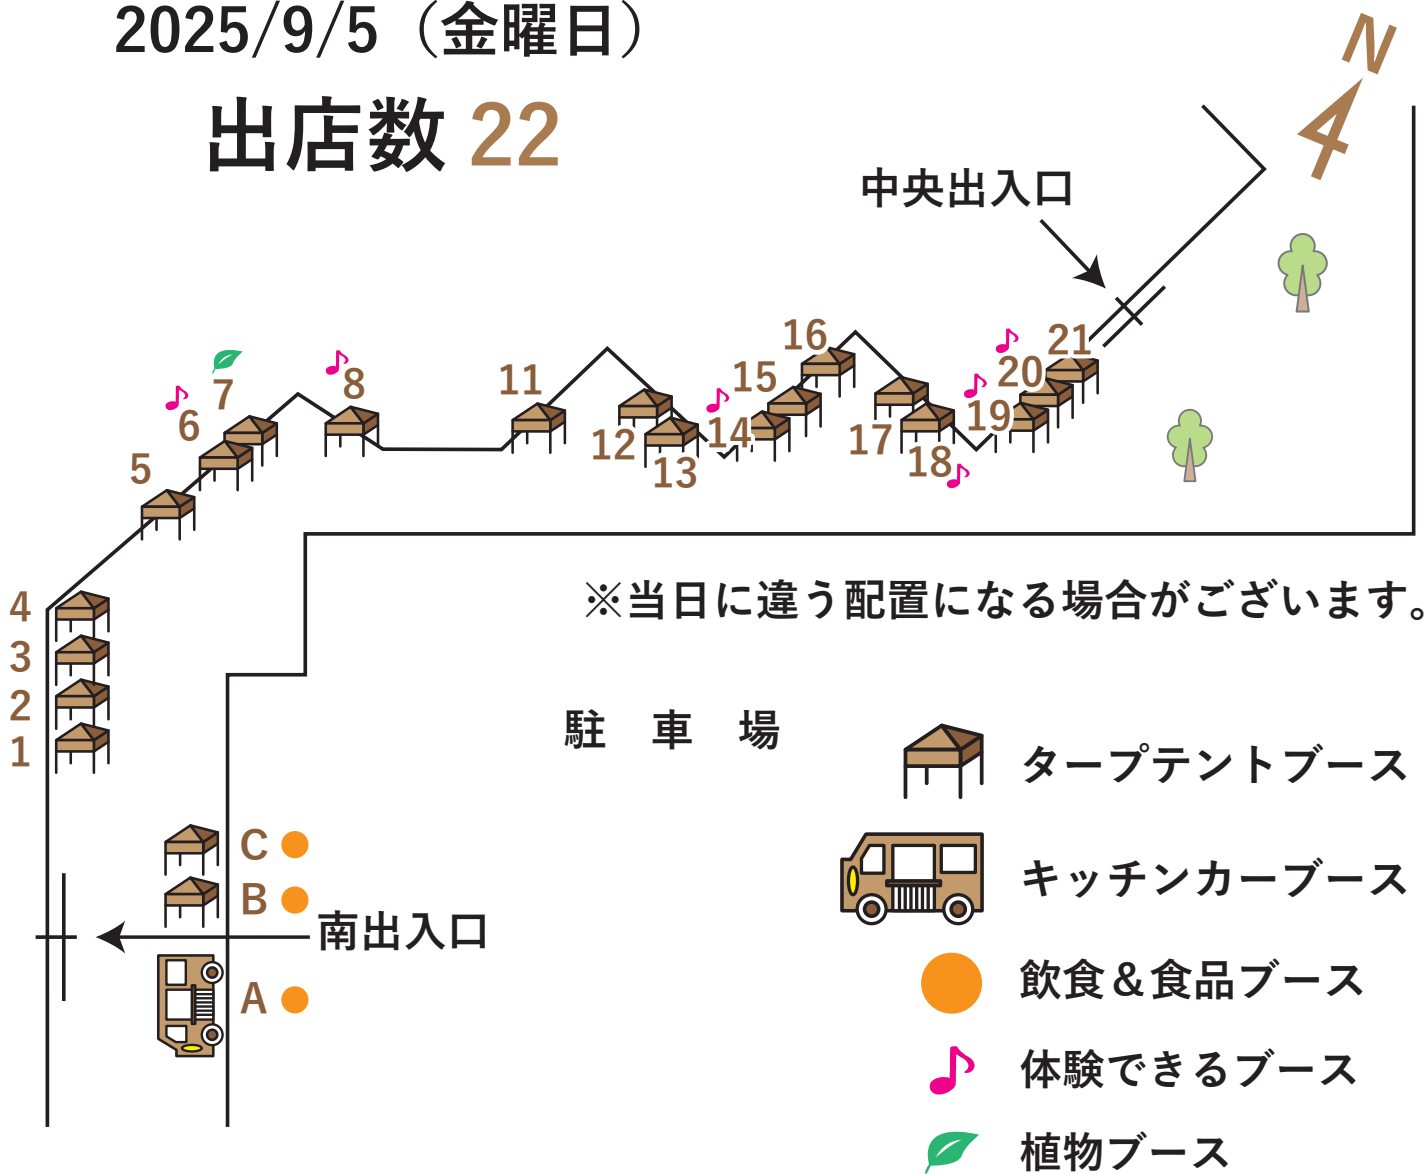 2025/9/5（金曜日）
出店数 22
N
中央出入口
16
21
20
7
8
11
15
6
19
14
12
17
5
13
18
4
※当日に違う配置になる場合がございます。
3
2
1
駐　車　場
タープテントブース
C
キッチンカーブース
B
南出入口
A
飲食＆食品ブース
体験できるブース
植物ブース